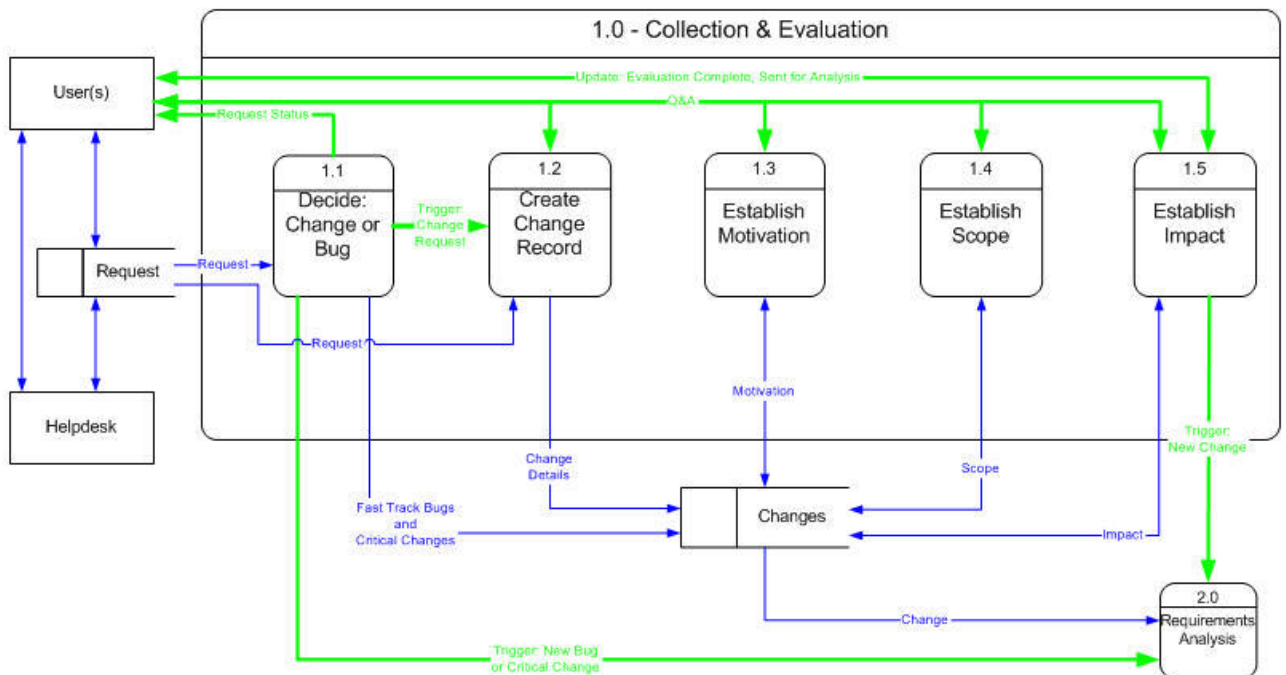 1.0 - Collection & Evaluation
User(s)
Update: Evaluation Complete, Sent for Analysis
Q&A
Request Status
1.1
Decide:
Change or
Bug
Trigger:
Change
Request
1.2
Create
Change
Record
1.3
Establish
Motivation
1.4
Establish
Scope
1.5
Establish
Impact
Request
Request
Request
Helpdesk
Motivation
Trigger:
New Change
Change
Details
Scope
Fast Track Bugs
and
Critical Changes
Changes
Impact
2.0
Requirements
Analysis
Change
Trigger: New Bug
or Critical Change